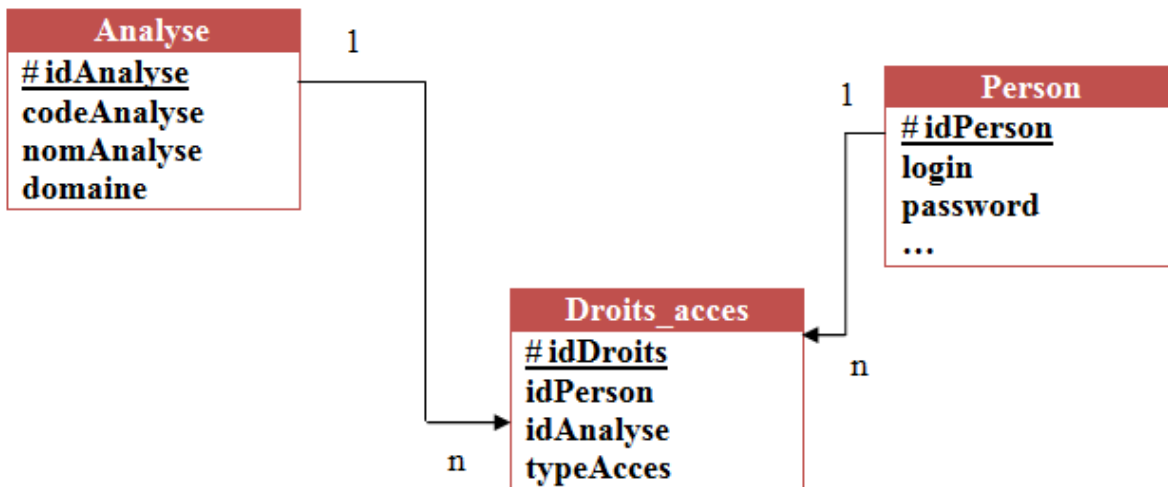 Analyse
#idAnalyse
codeAnalyse
nomAnalyse
domaine
1
1
Person
#idPerson
login
password
...
Droits_acces
#idDroits
idPerson
idAnalyse
typeAcces
n
n